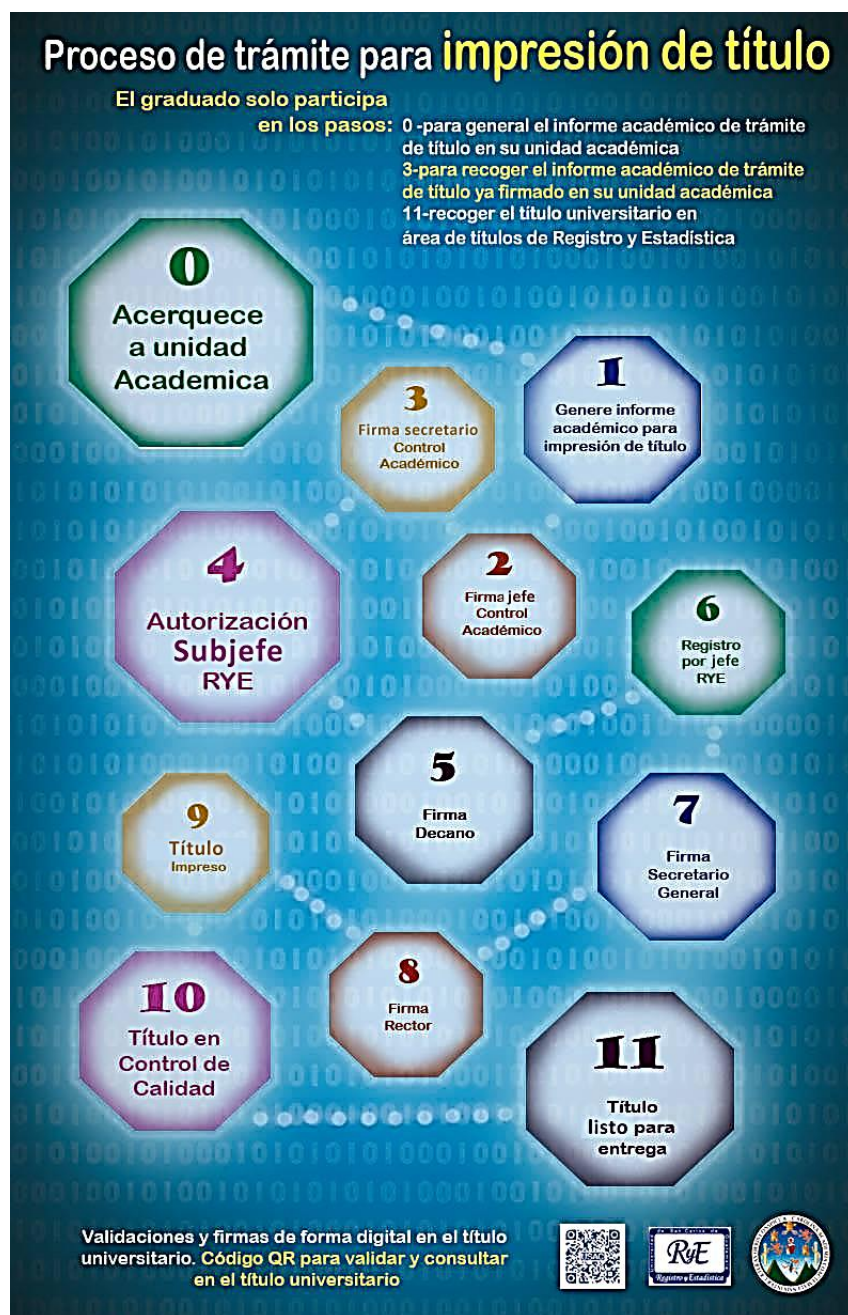 Proceso de trámite para impresión de título
El graduado solo participa
en los pasos:
0 -para general el informe académico de trámite
de título en su unidad académica
3-para recoger el informe académico de trámite
de título ya firmado en su unidad académica
11-recoger el título universitario en
área de títulos de Registro y Estadística
0
Acerquece
a unidad
Academica
1
Genere informe
académico para
impresión de título
3
Firma secretario
Control
Académico
2
Firma jefe
Control
Académico
4
Autorización
Subjefe
RYE
6
Registro
por jefe
RYE
5
Firma
Decano
7
Firma
Secretario
General
9
Título
Impreso
8
Firma
Rector
10
Título en
Control de
Calidad
11
Título
listo para
entrega
Validaciones y firmas de forma digital en el título
universitario. Código QR para validar y consultar
en el título universitario
RyE
Registro y Estadística